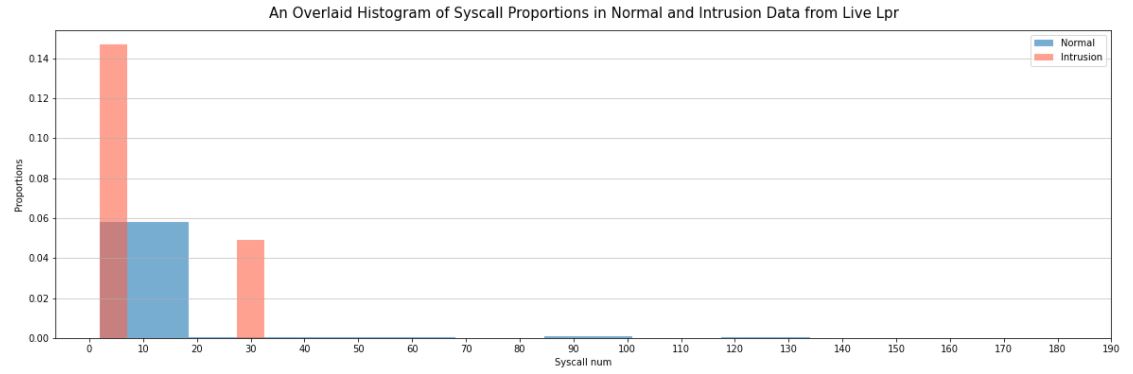 An Overlaid Histogram of Syscall Proportions in Normal and Intrusion Data from Live Lpr
Normal
Intrusion
0.14
0.12
0.10
0.08
0.06
0.04
0.02
0.00
Proportions
0 10 20 30 40 50 60 70 80 90 100 110 120 130 140 150 160 170 180 190
Syscall num